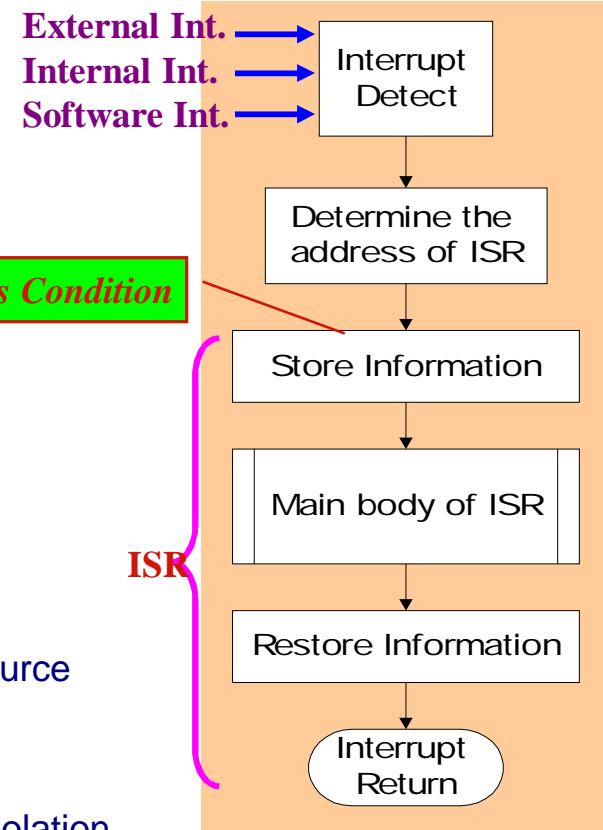 External Int.
Internal Int.
Software Int.
Interrupt
Detect
Determine the
address of ISR
Condition
Store Information
Main body of ISR
ISR
Restore Information
Interrupt
Return